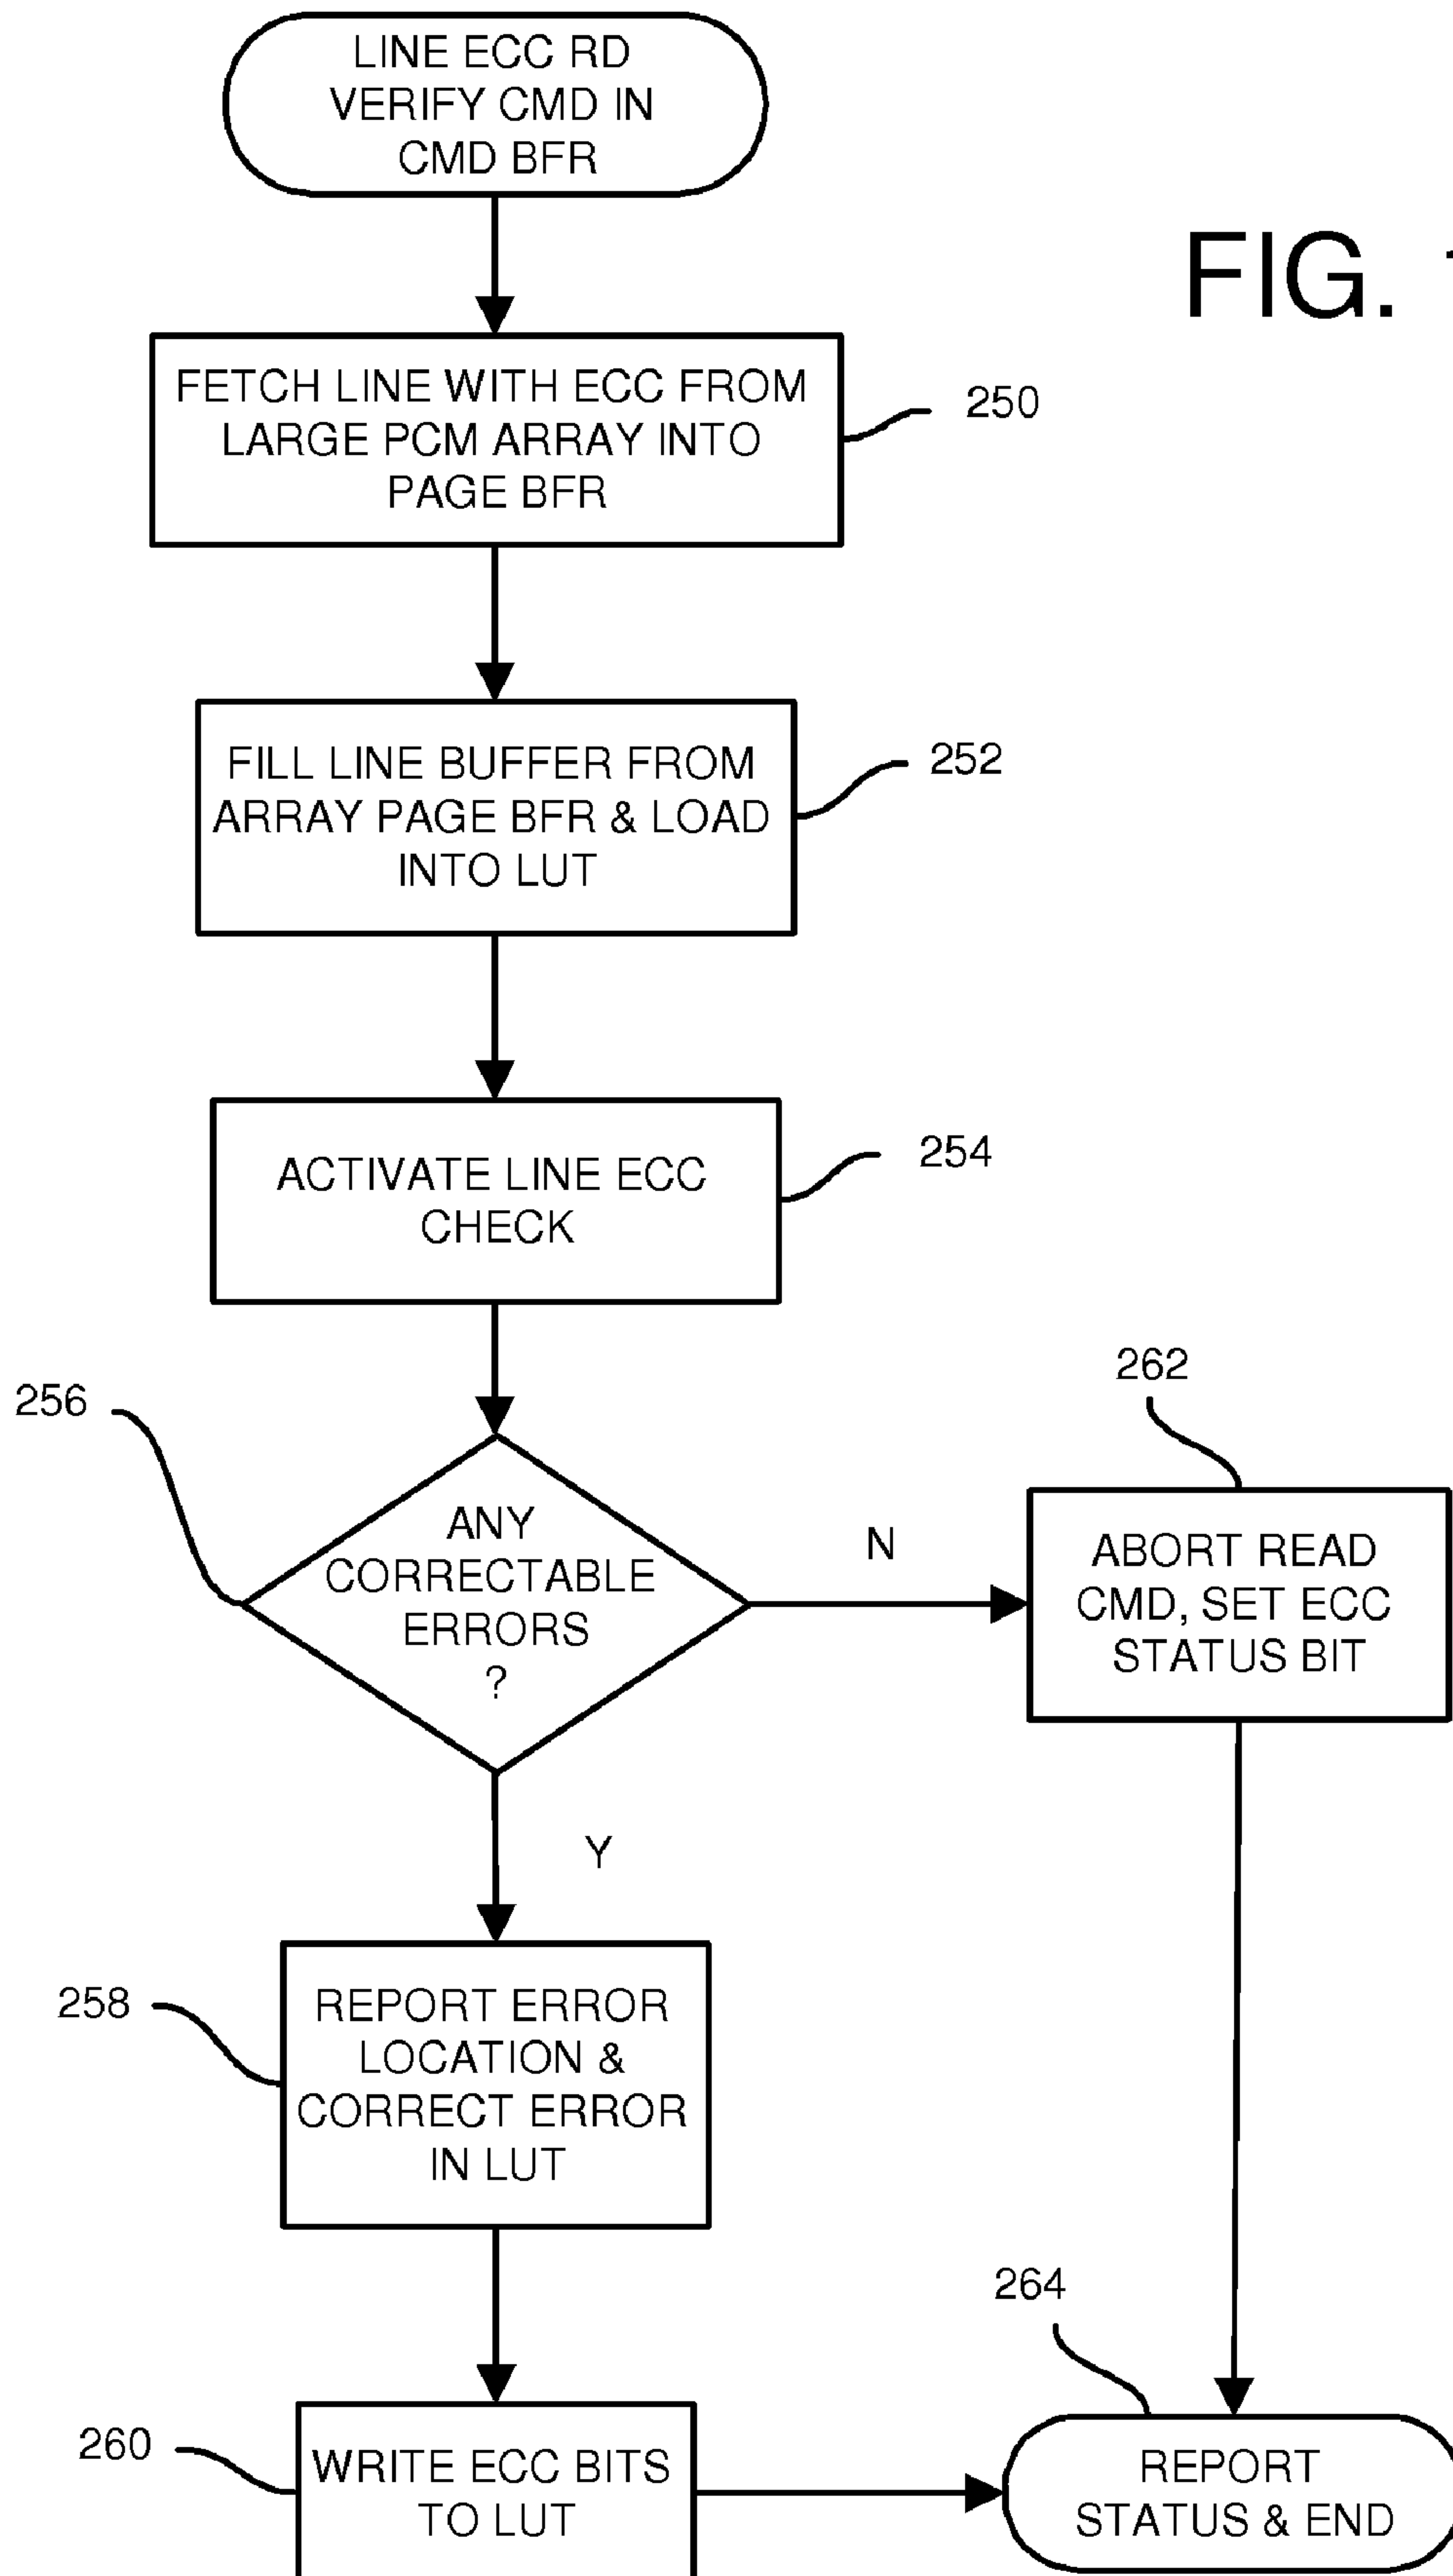 LINE ECC RD
VERIFY CMD IN
CMD BFR
FIG.
FETCH LINE WITH ECC FROM
LARGE PCM ARRAY INTO
PAGE BFR
250
FILL LINE BUFFER FROM
ARRAY PAGE BFR & LOAD
INTO LUT
252
ACTIVATE LINE ECC
CHECK
254
256
ANY
CORRECTABLE
ERRORS
?
N
262
ABORT READ
CMD, SET ECC
STATUS BIT
Y
258
REPORT ERROR
LOCATION &
CORRECT ERROR
IN LUT
260
WRITE ECC BITS
TO LUT
264
REPORT
STATUS & END